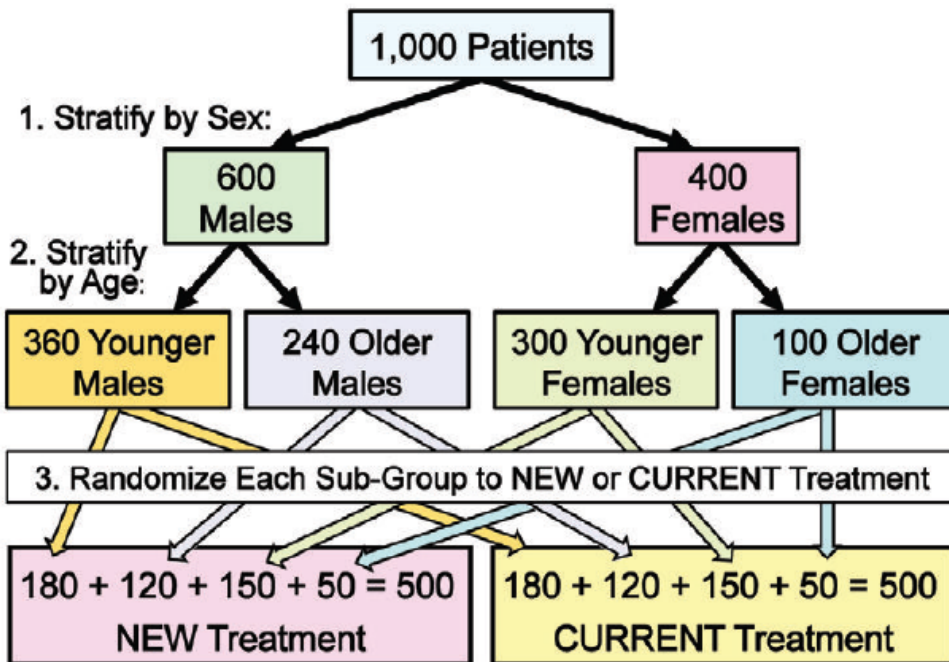 1,000 Patients
1. Stratify by Sex:
600
Males
400
Females
2. Stratify
by Age:
360 Younger
Males
240 Older
Males
300 Younger
Females
100 Older
Females
3. Randomize Each Sub-Group to NEW or CURRENT Treatment
180 + 120 + 150 + 50 = 500
NEW Treatment
180 + 120 + 150 + 50 = 500
CURRENT Treatment